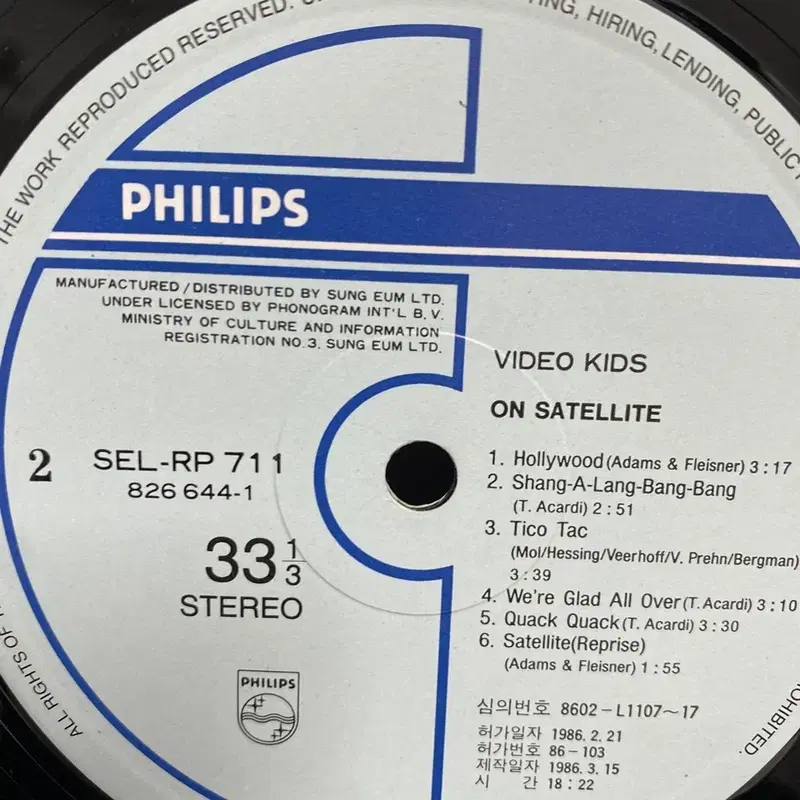 THE WORK REPRODUCED RESERVED.
HIRING, LENDING,
PHILIPS
MANUFACTURED / DISTRIBUTED BY SUNG EUM LTD.
UNDER LICENSED BY PHONOGRAM INT'L B.V.
MINISTRY OF CULTURE AND INFORMATION
REGISTRATION NO.3. SUNG EUM LTD.
VIDEO KIDS
ON SATELLITE
2
SEL-RP 711
826 644-1
33 1/3
STEREO
1. Hollywood (Adams & Fleisner) 3 : 17
2. Shang-A-Lang-Bang-Bang
(T. Acardi) 2 : 51
3. Tico Tac
(Mol/Hessing/Veerhoff/V. Prehn/Bergman)
3 : 39
4. We're Glad All Over (T. Acardi) 3 : 10
5. Quack Quack (T. Acardi) 3 : 30
6. Satellite(Reprise)
(Adams & Fleisner) 1 : 55
PHILIPS
심의번호 8602-L1107~17
허가일자 1986. 2. 21
허가번호 86-103
제작일자 1986. 3. 15
시 간 18 : 22
ALL RIGHTS OF